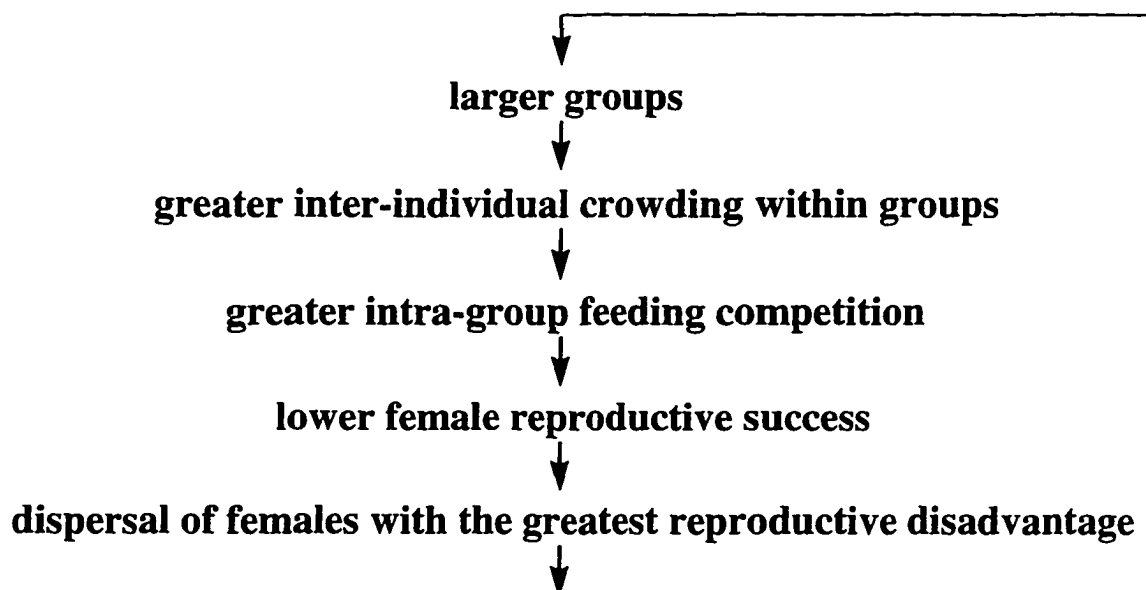 larger groups
greater inter-individual crowding within groups
greater intra-group feeding competition
lower female reproductive success
dispersal of females with the greatest reproductive disadvantage